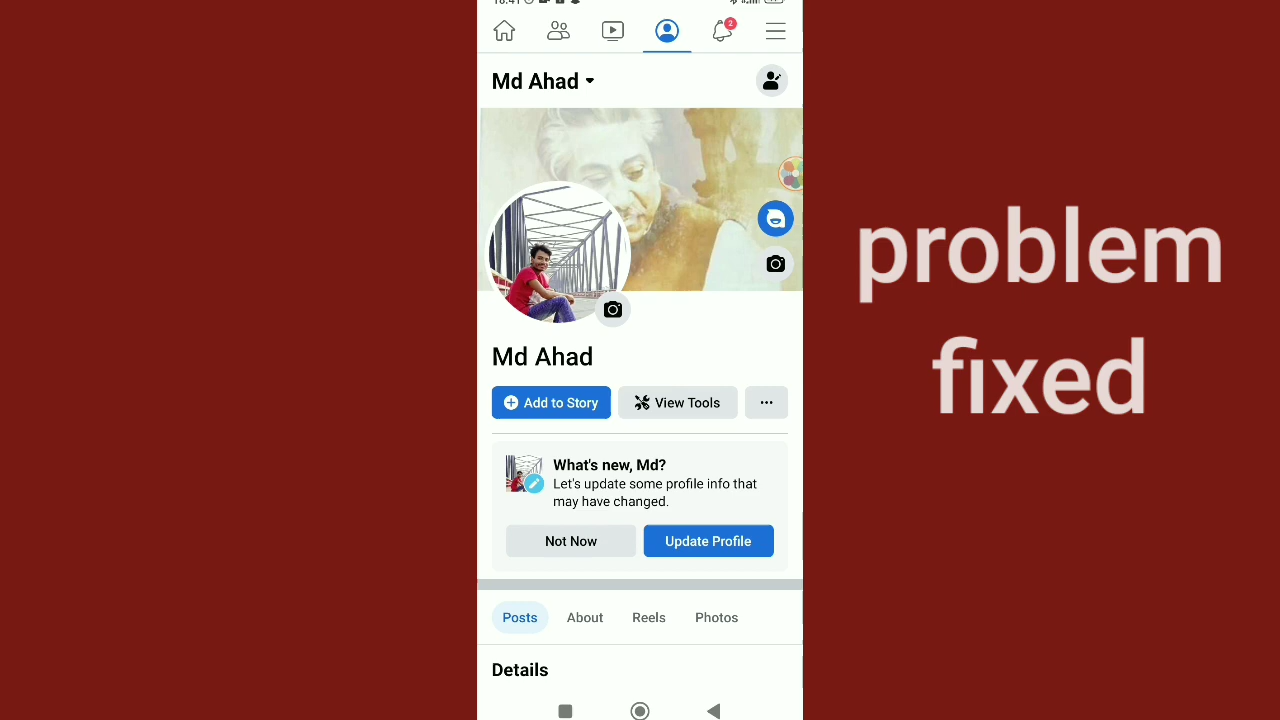 2
Md Ahad
Md Ahad
Add to Story
View Tools
What's new, Md?
Let's update some profile info that
may have changed.
Not Now
Update Profile
Posts
About
Reels
Photos
Details
problem
fixed